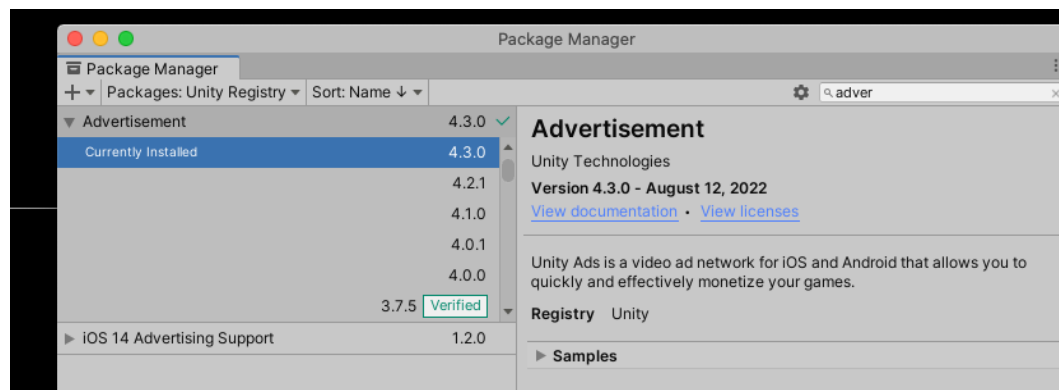 Package Manager
Package Manager
Packages: Unity Registry
Sort: Name ↓
adver
Advertisement 4.3.0
Currently Installed 4.3.0
4.2.1
4.1.0
4.0.1
4.0.0
3.7.5 Verified
iOS 14 Advertising Support 1.2.0
Advertisement
Unity Technologies
Version 4.3.0 - August 12, 2022
View documentation • View licenses
Unity Ads is a video ad network for iOS and Android that allows you to
quickly and effectively monetize your games.
Registry Unity
Samples